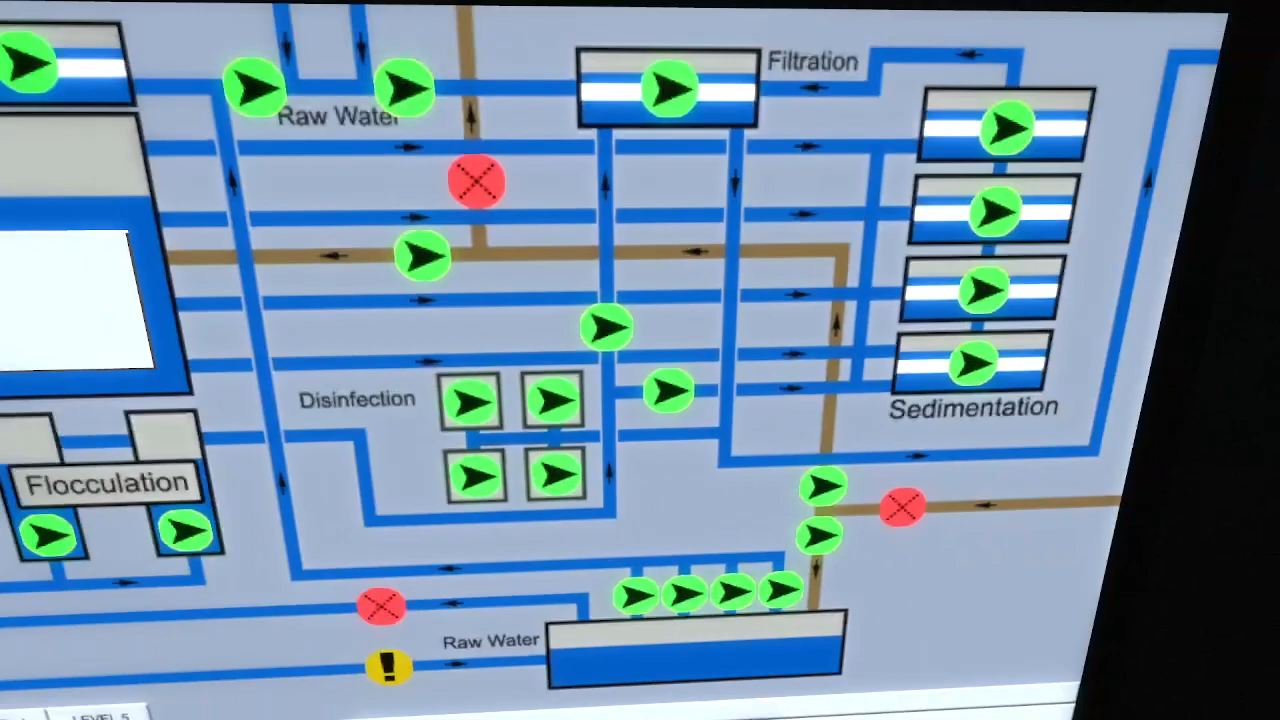 Filtration
Raw Water
Disinfection
Sedimentation
Flocculation
Raw Water
LEVEL 5